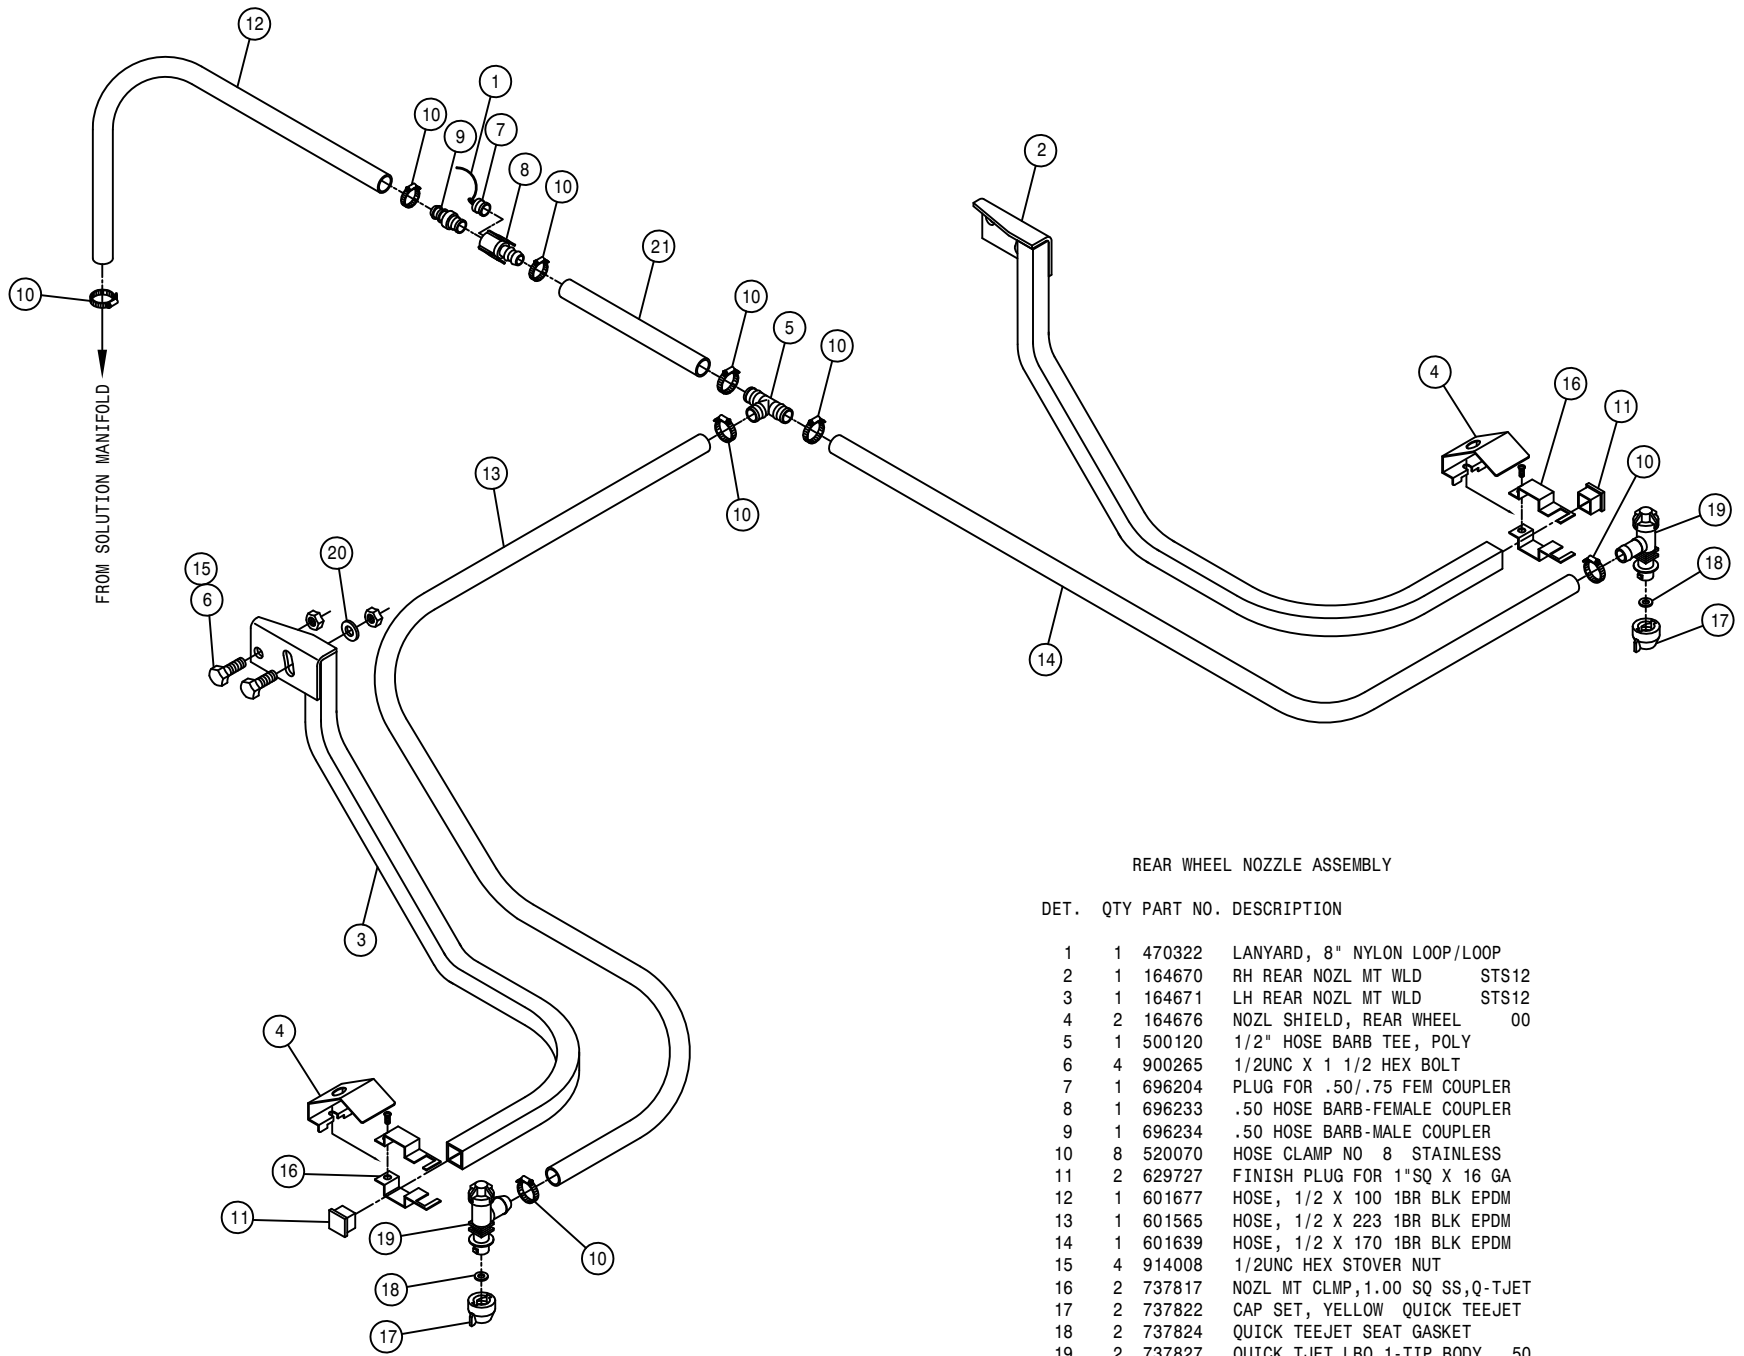 12
1
10
7
9
8
10
2
21
10
10
5
10
4
16
11
10
FROM SOLUTION MANIFOLD
13
10
19
20
15
6
18
17
14
3
4
16
11
19
10
18
17
REAR WHEEL NOZZLE ASSEMBLY
DET. QTY PART NO. DESCRIPTION
1 1 470322 LANYARD, 8" NYLON LOOP/LOOP
2 1 164670 RH REAR NOZL MT WLD STS12
3 1 164671 LH REAR NOZL MT WLD STS12
4 2 164676 NOZL SHIELD, REAR WHEEL 00
5 1 500120 1/2" HOSE BARB TEE, POLY
6 4 900265 1/2UNC X 1 1/2 HEX BOLT
7 1 696204 PLUG FOR .50/.75 FEM COUPLER
8 1 696233 .50 HOSE BARB-FEMALE COUPLER
9 1 696234 .50 HOSE BARB-MALE COUPLER
10 8 520070 HOSE CLAMP NO 8 STAINLESS
11 2 629727 FINISH PLUG FOR 1"SQ X 16 GA
12 1 601677 HOSE, 1/2 X 100 1BR BLK EPDM
13 1 601565 HOSE, 1/2 X 223 1BR BLK EPDM
14 1 601639 HOSE, 1/2 X 170 1BR BLK EPDM
15 4 914008 1/2UNC HEX STOVER NUT
16 2 737817 NOZL MT CLMP,1.00 SQ SS,Q-TJET
17 2 737822 CAP SET, YELLOW QUICK TEEJET
18 2 737824 QUICK TEEJET SEAT GASKET
19 2 737827 QUICK TJET LBO 1-TIP BODY .50